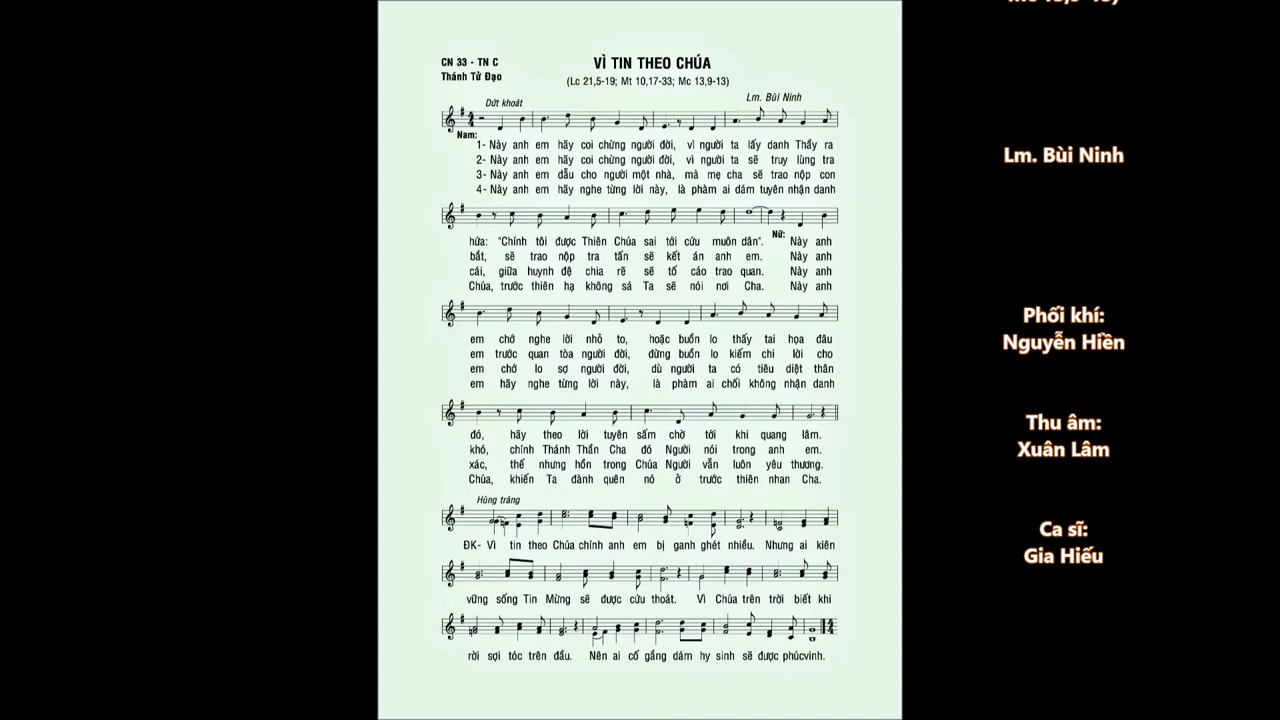 CN 33 - TN C
Thánh Tử Đạo
VÌ TIN THEO CHÚA
(Lc 21,5-19; Mt 10,17-33; Mc 13,9-13)
Lm. Bùi Ninh
Dứt khoát
Nam:
1- Này anh em hãy coi chừng người đời, vì người ta lấy danh Thầy ra
2- Này anh em hãy coi chừng người đời, vì người ta sẽ truy lùng tra
3- Này anh em dẫu cho người một nhà, mà mẹ cha sẽ trao nộp con
4- Này anh em hãy nghe từng lời này, là phàm ai dám tuyên nhận danh
Nữ:
hứa: "Chính tôi được Thiên Chúa sai tới cứu muôn dân". Này anh
bắt, sẽ trao nộp tra tấn sẽ kết án anh em. Này anh
cái, giữa huynh đệ chia rẽ sẽ tố cáo trao quan. Này anh
Chúa, trước thiên hạ không sá Ta sẽ nói nơi Cha. Này anh
em chớ nghe lời nhỏ to, hoặc buồn lo thấy tai họa đâu
em trước quan tòa người đời, đừng buồn lo kiếm chi lời cho
em chớ lo sợ người đời, dù người ta có tiêu diệt thân
em hãy nghe từng lời này, là phàm ai chối không nhận danh
đó, hãy theo lời tuyên sấm chờ tới khi quang lâm.
khó, chính Thánh Thần Cha đó Người nói trong anh em.
xác, thế nhưng hồn trong Chúa Người vẫn luôn yêu thương.
Chúa, khiến Ta đành quên nó ở trước thiên nhan Cha.
Hùng tráng
ĐK- Vì tin theo Chúa chính anh em bị ganh ghét nhiều. Nhưng ai kiên
vững sống Tin Mừng sẽ được cứu thoát. Vì Chúa trên trời biết khi
rời sợi tóc trên đầu. Nên ai cố gắng dám hy sinh sẽ được phúcvinh.
Lm. Bùi Ninh
Phối khí:
Nguyễn Hiền
Thu âm:
Xuân Lâm
Ca sĩ:
Gia Hiếu